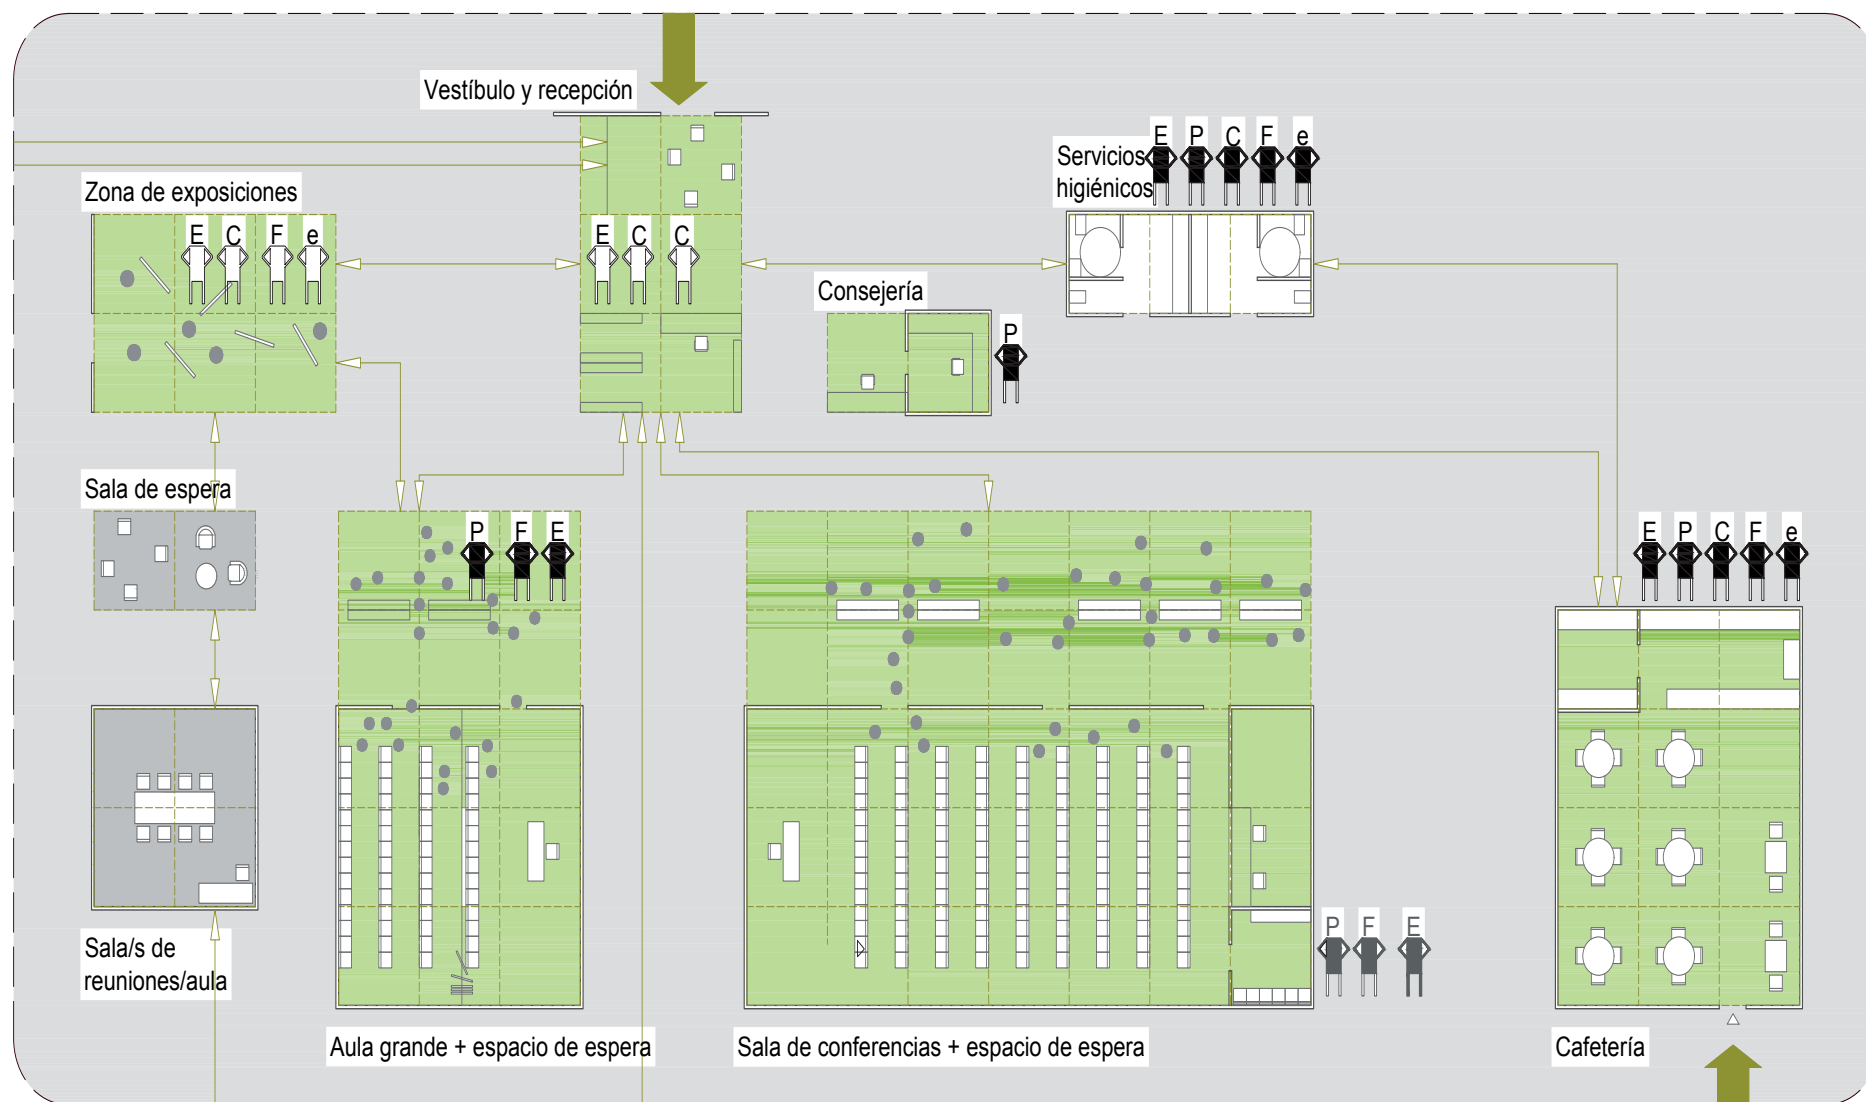 Vestíbulo y recepción
E P C F e
Servicios
higiénicos
Zona de exposiciones
E C F e
E C C
Consejería
P
Sala de espera
P F E
E P C F e
P F E
Sala/s de
reuniones/aula
Aula grande + espacio de espera
Sala de conferencias + espacio de espera
Cafetería